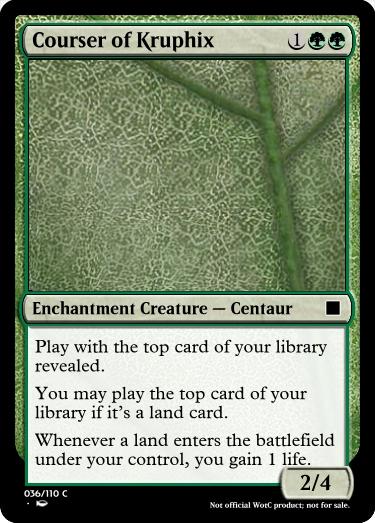 Courser of Kruphix 1
Enchantment Creature — Centaur
Play with the top card of your library
revealed.
You may play the top card of your
library if it's a land card.
Whenever a land enters the battlefield
under your control, you gain 1 life.
2/4
036/110 C
Not official WotC product; not for sale.